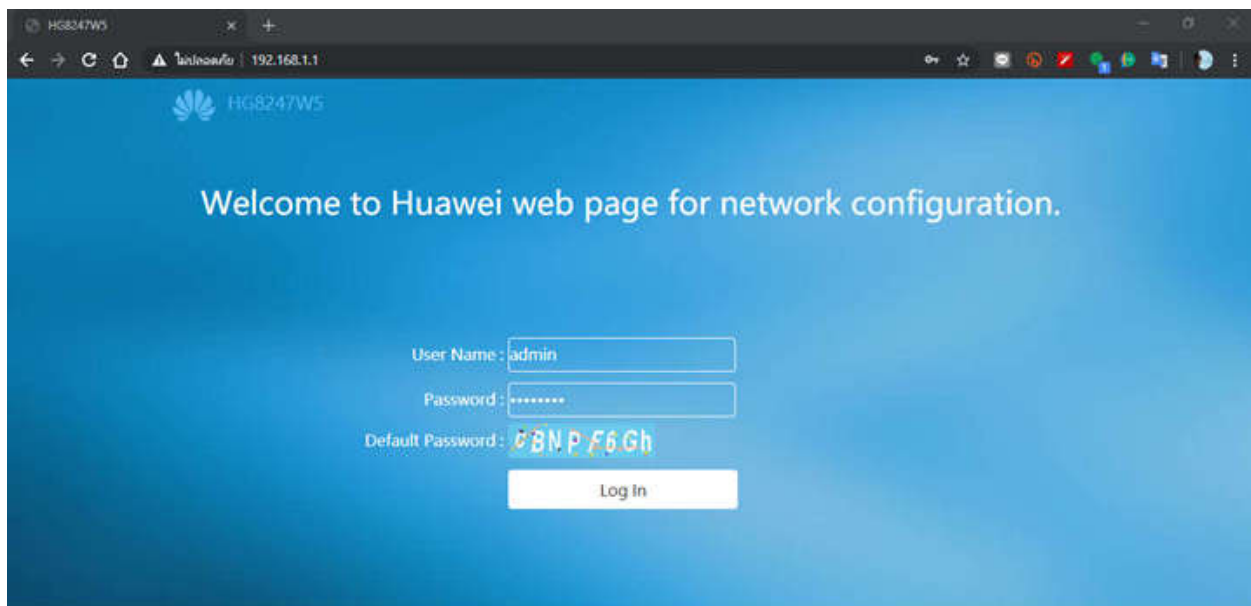 HG8247W5
ไม่ปลอดภัย 192.168.1.1
HG8247W5
Welcome to Huawei web page for network configuration.
User Name : admin
Password : ••••••••
Default Password :
Log In